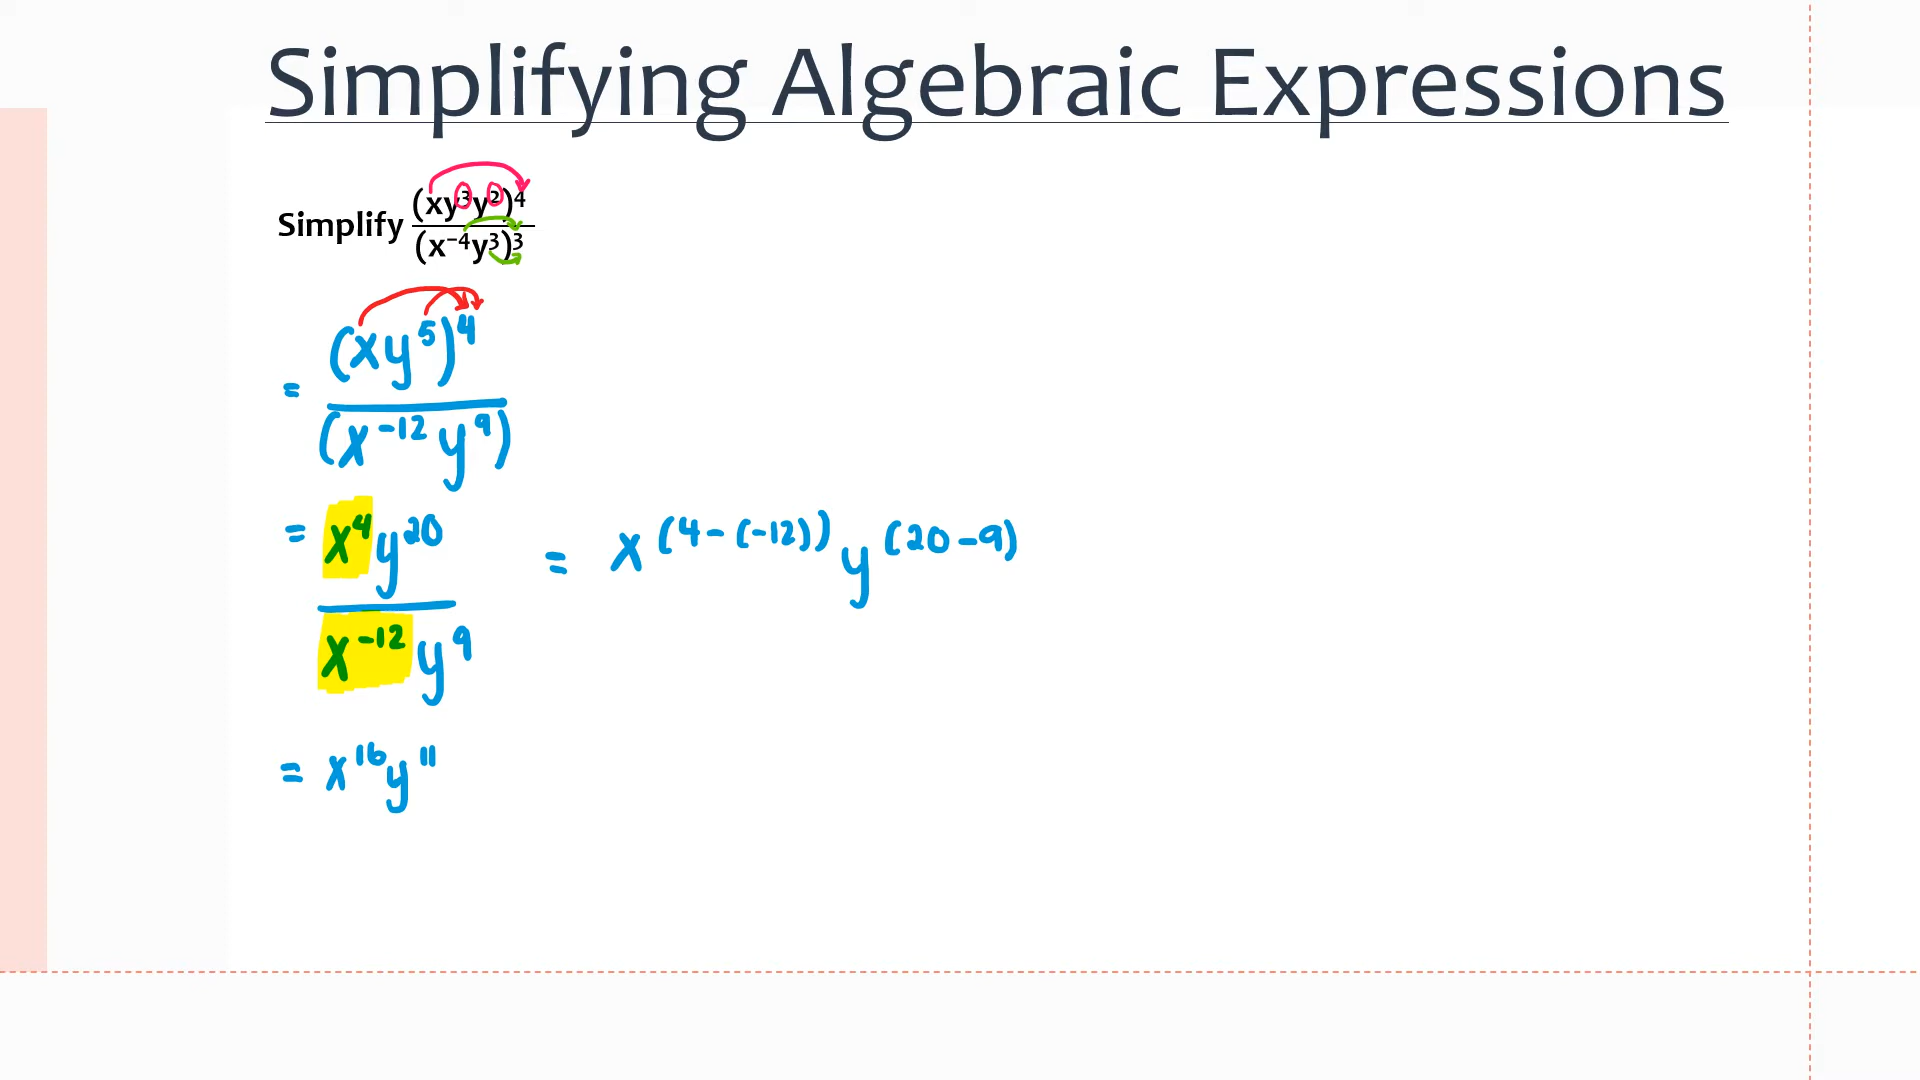 Simplifying Algebraic Expressions
Simplify (xy³y²)⁴ / (x⁻⁴y³)³
= (xy⁵)⁴ / (x⁻¹²y⁹)
= x⁴y²⁰ / x⁻¹²y⁹ = x⁽⁴⁻⁽⁻¹²⁾⁾y⁽²⁰⁻⁹⁾
= x¹⁶y¹¹